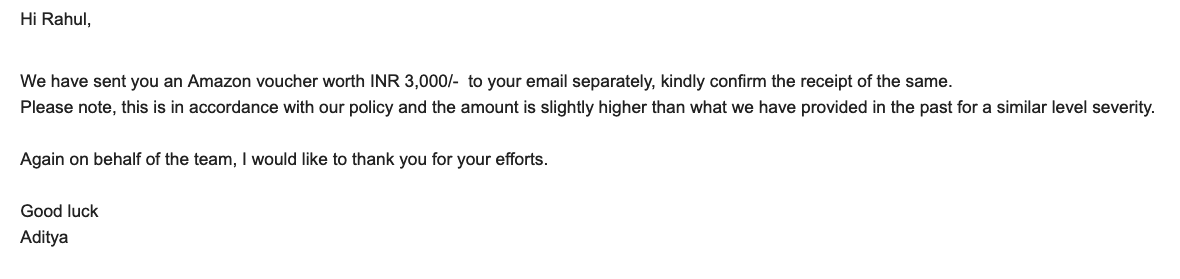 Hi Rahul,
We have sent you an Amazon voucher worth INR 3,000/-  to your email separately, kindly confirm the receipt of the same.
Please note, this is in accordance with our policy and the amount is slightly higher than what we have provided in the past for a similar level severity.
Again on behalf of the team, I would like to thank you for your efforts.
Good luck
Aditya